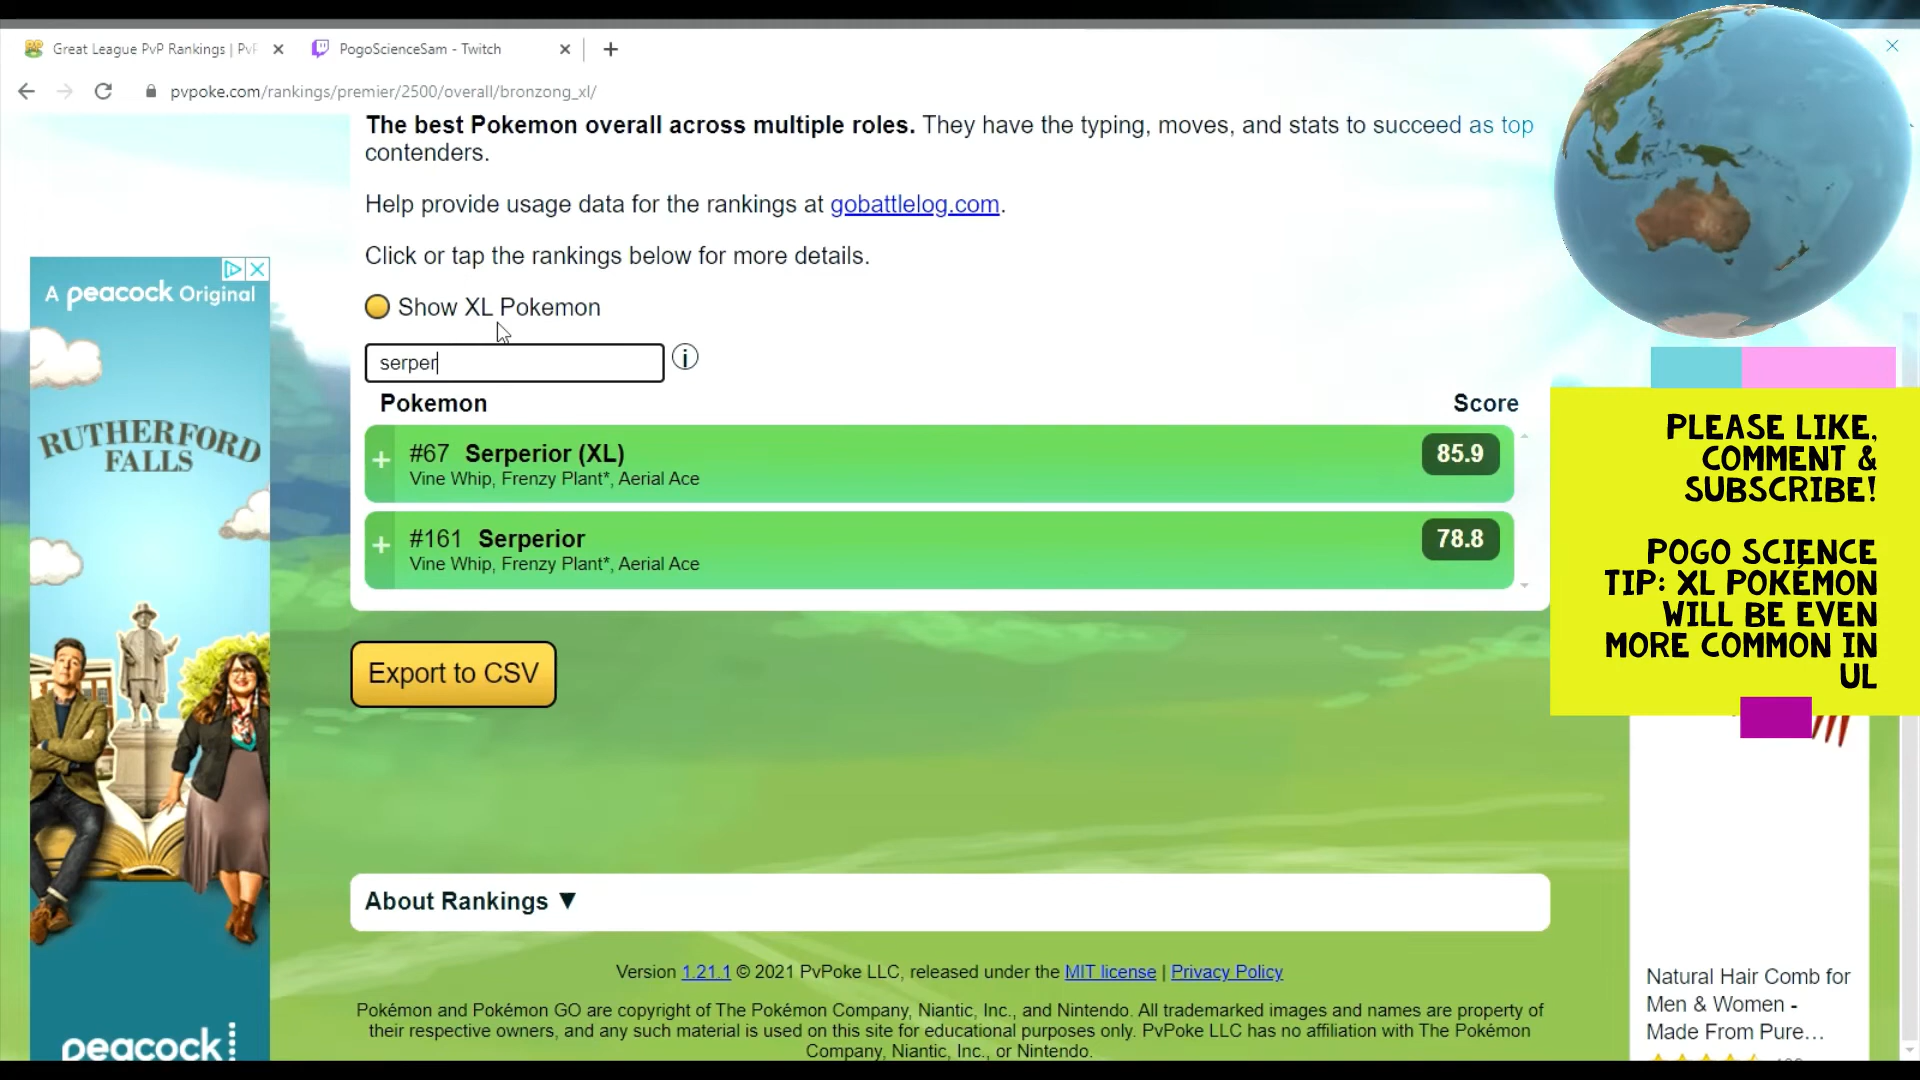 Great League PvP Rankings | PvP
PogoScienceSam - Twitch
pvpoke.com/rankings/premier/2500/overall/bronzong_xl/
The best Pokemon overall across multiple roles. They have the typing, moves, and stats to succeed as top
contenders.
Help provide usage data for the rankings at gobattlelog.com.
Click or tap the rankings below for more details.
Show XL Pokemon
serper
i
Pokemon
Score
+
#67 Serperior (XL)
85.9
Vine Whip, Frenzy Plant*, Aerial Ace
+
#161 Serperior
78.8
Vine Whip, Frenzy Plant*, Aerial Ace
Export to CSV
About Rankings ▼
Version 1.21.1 © 2021 PvPoke LLC, released under the MIT license | Privacy Policy
Pokémon and Pokémon GO are copyright of The Pokémon Company, Niantic, Inc., and Nintendo. All trademarked images and names are property of
their respective owners, and any such material is used on this site for educational purposes only. PvPoke LLC has no affiliation with The Pokémon
Company, Niantic, Inc., or Nintendo.
A peacock Original
RUTHERFORD
FALLS
peacock
PLEASE LIKE,
COMMENT &
SUBSCRIBE!
POGO SCIENCE
TIP: XL POKÉMON
WILL BE EVEN
MORE COMMON IN
UL
Natural Hair Comb for
Men & Women -
Made From Pure...